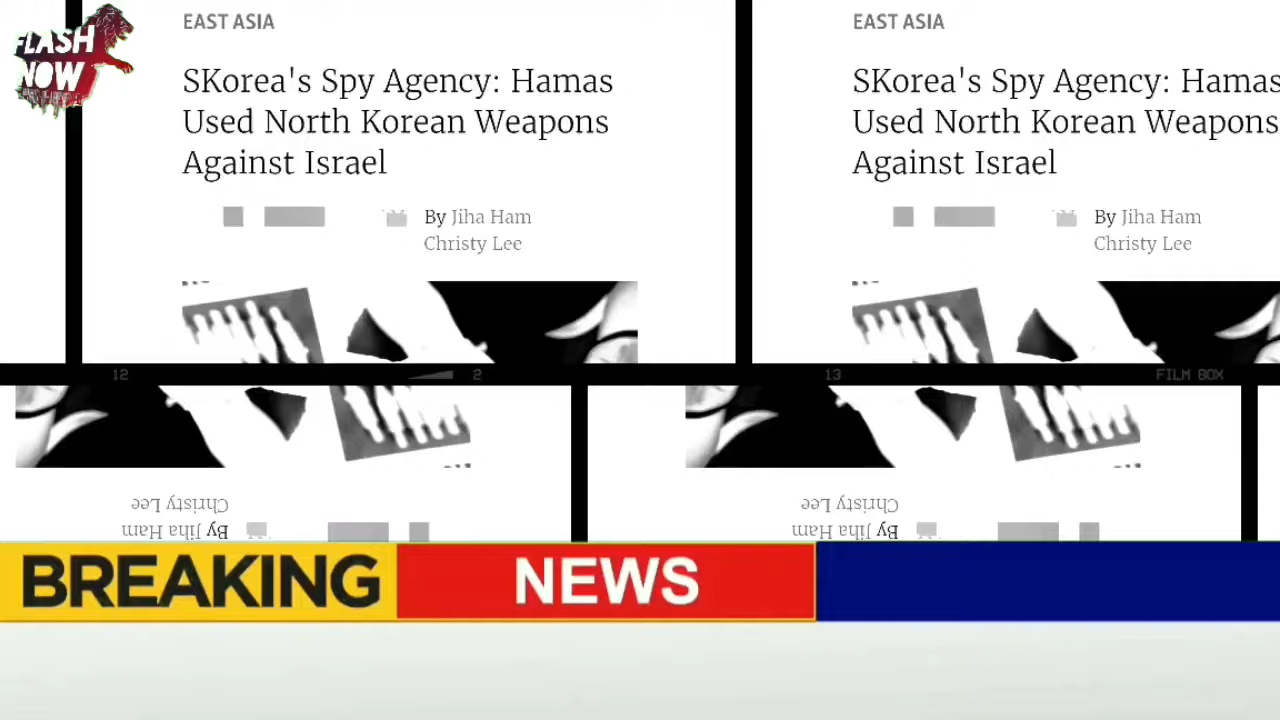 FLASH
NOW
EAST ASIA
SKorea's Spy Agency: Hamas
Used North Korean Weapons
Against Israel
By Jiha Ham
Christy Lee
EAST ASIA
SKorea's Spy Agency: Hamas
Used North Korean Weapons
Against Israel
By Jiha Ham
Christy Lee
12
2
13
FILM BOX
Christy Lee
By Jiha Ham
Christy Lee
By Jiha Ham
BREAKING
NEWS